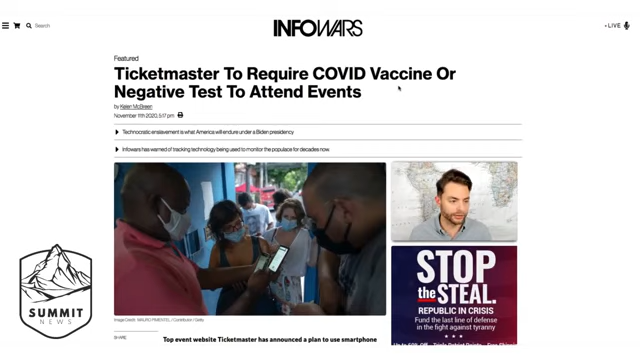 Search
INFOWARS
LIVE
Featured
Ticketmaster To Require COVID Vaccine Or
Negative Test To Attend Events
by Kelen McBreen
November 11th 2020, 5:17 pm
Technocratic enslavement is what America will endure under a Biden presidency
Infowars has warned of tracking technology being used to monitor the populace for decades now.
SUMMIT
NEWS
STOP
the STEAL.
REPUBLIC IN CRISIS
Fund the last line of defense
in the fight against tyranny
SHARE
Top event website Ticketmaster has announced a plan to use smartphone